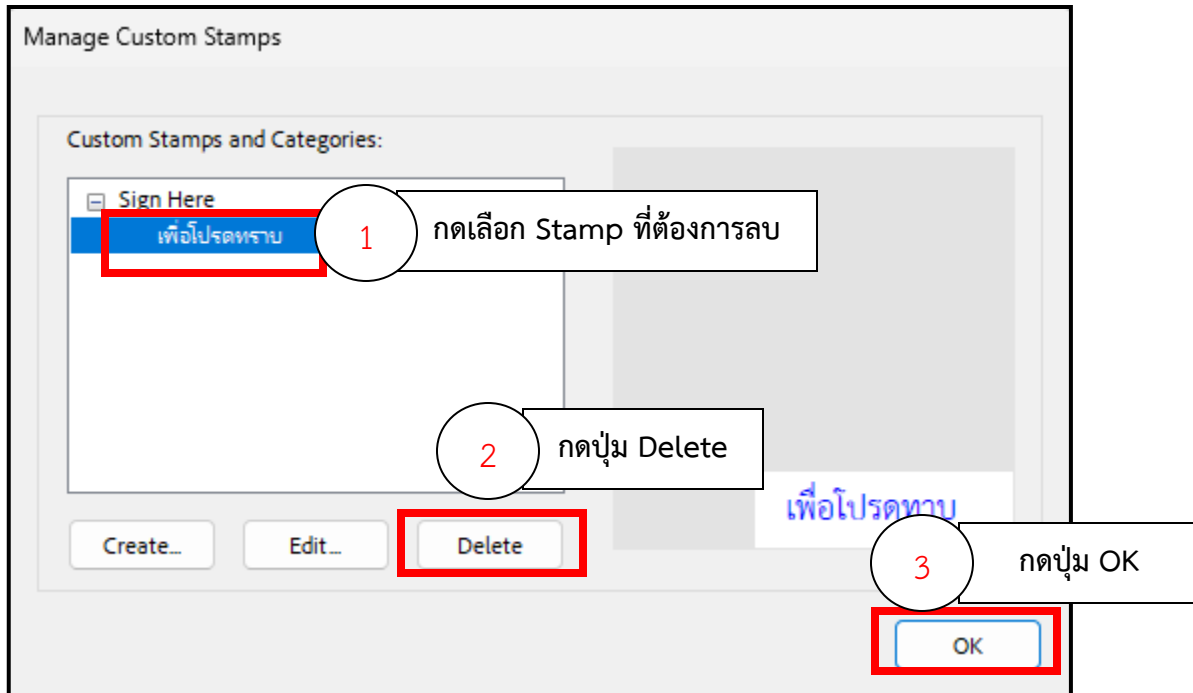 Manage Custom Stamps
Custom Stamps and Categories:
Sign Here
เพื่อโปรดทราบ
1
กดเลือก Stamp ที่ต้องการลบ
2
กดปุ่ม Delete
เพื่อโปรดทาบ
Create...
Edit...
Delete
3
กดปุ่ม OK
OK